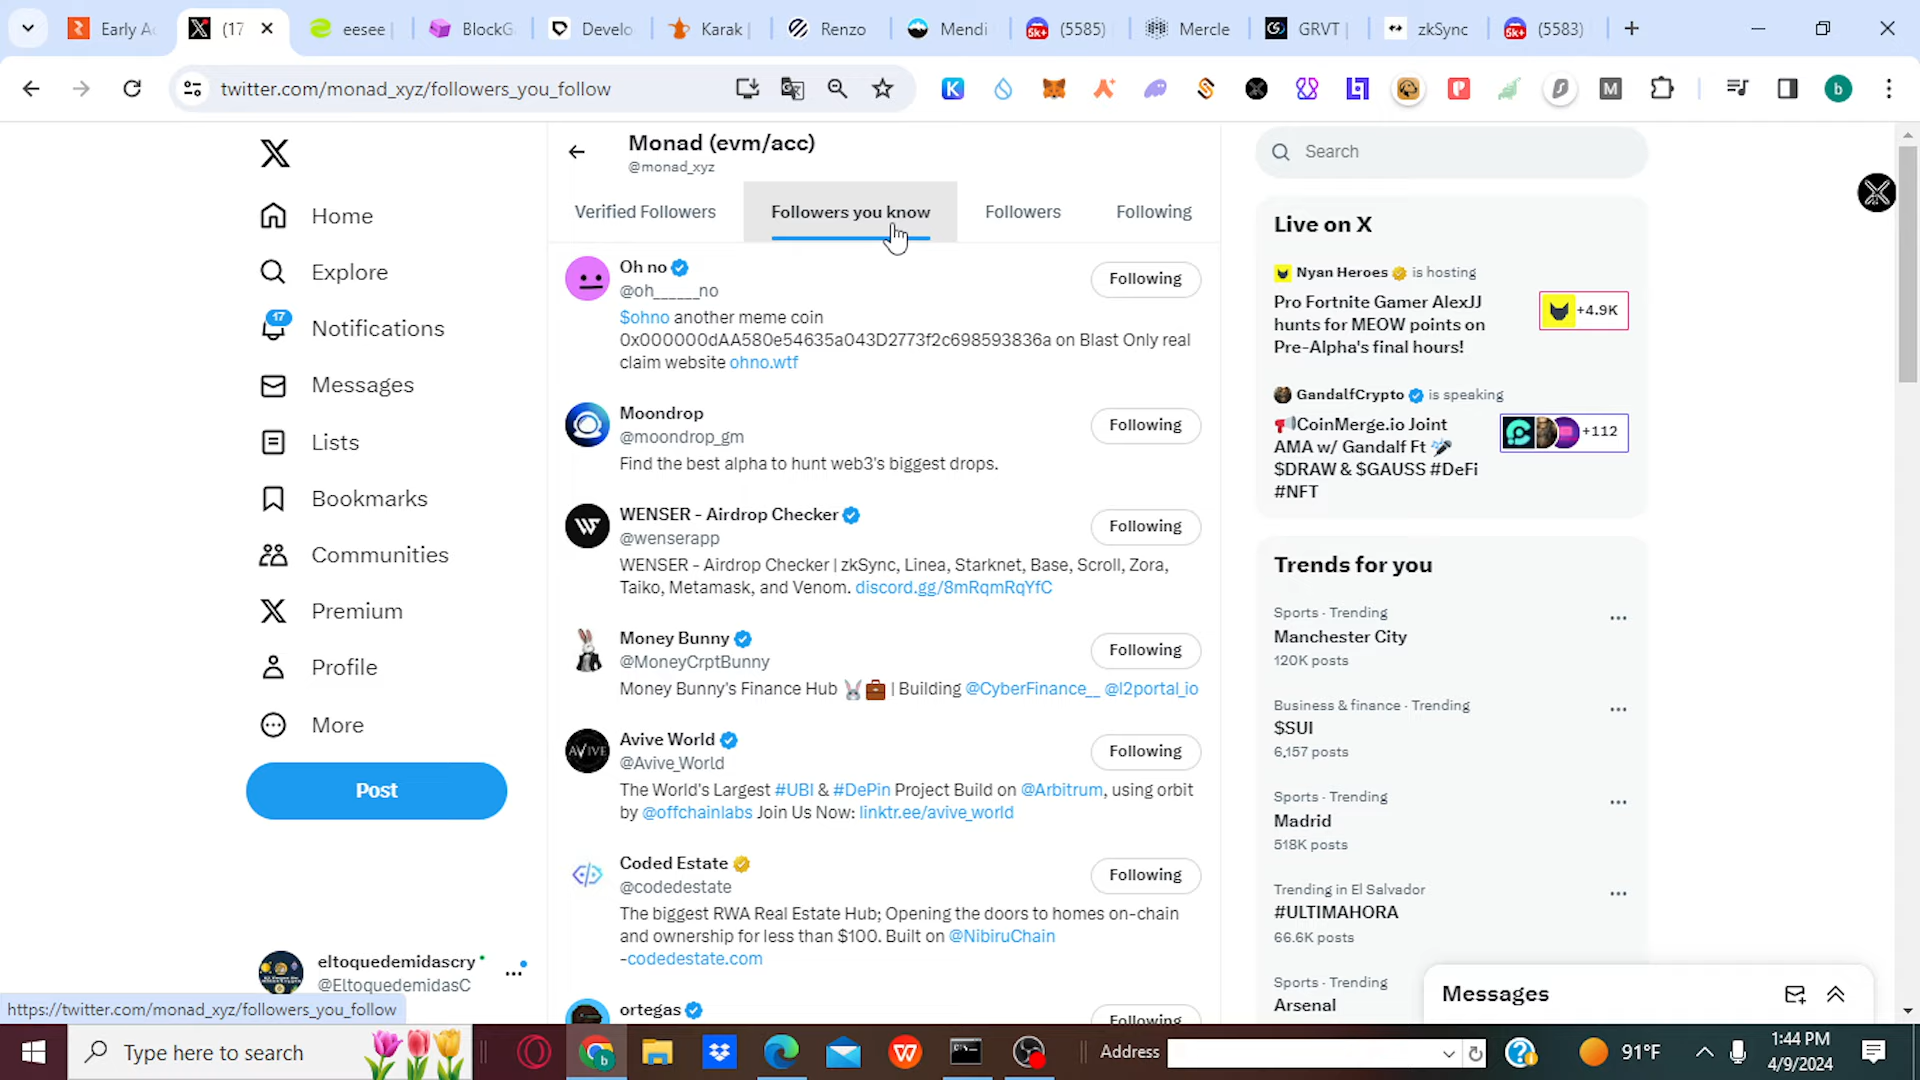 Early Ac
(17
eesee
BlockG
Develo
Karak
Renzo
Mendi
5k+ (5585)
Mercle
GRVT |
zkSync
5k+ (5583)
twitter.com/monad_xyz/followers_you_follow
Monad (evm/acc)
@monad_xyz
Verified Followers
Followers you know
Followers
Following
Home
Explore
17
Notifications
Messages
Lists
Bookmarks
Communities
Premium
Profile
More
Post
eltoquedemidascry
@EltoquedemidasC
Oh no
@oh______no
Following
$ohno another meme coin
0x000000dAA580e54635a043D2773f2c698593836a on Blast Only real
claim website ohno.wtf
Moondrop
@moondrop_gm
Following
Find the best alpha to hunt web3's biggest drops.
WENSER - Airdrop Checker
@wenserapp
Following
WENSER - Airdrop Checker | zkSync, Linea, Starknet, Base, Scroll, Zora,
Taiko, Metamask, and Venom. discord.gg/8mRqmRqYfC
Money Bunny
@MoneyCrptBunny
Following
Money Bunny's Finance Hub 🐰💼 | Building @CyberFinance__ @l2portal_io
AVIVE
Avive World
@Avive_World
Following
The World's Largest #UBI & #DePin Project Build on @Arbitrum, using orbit
by @offchainlabs Join Us Now: linktr.ee/avive_world
Coded Estate
@codedestate
Following
The biggest RWA Real Estate Hub; Opening the doors to homes on-chain
and ownership for less than $100. Built on @NibiruChain
-codedestate.com
ortegas
Following
Search
Live on X
Nyan Heroes is hosting
Pro Fortnite Gamer AlexJJ
hunts for MEOW points on
Pre-Alpha's final hours!
+4.9K
GandalfCrypto is speaking
📢CoinMerge.io Joint
AMA w/ Gandalf Ft 🎤
$DRAW & $GAUSS #DeFi
#NFT
+112
Trends for you
Sports · Trending
Manchester City
120K posts
Business & finance · Trending
$SUI
6,157 posts
Sports · Trending
Madrid
518K posts
Trending in El Salvador
#ULTIMAHORA
66.6K posts
Sports · Trending
Arsenal
Messages
https://twitter.com/monad_xyz/followers_you_follow
Type here to search
Address
91°F
1:44 PM
4/9/2024